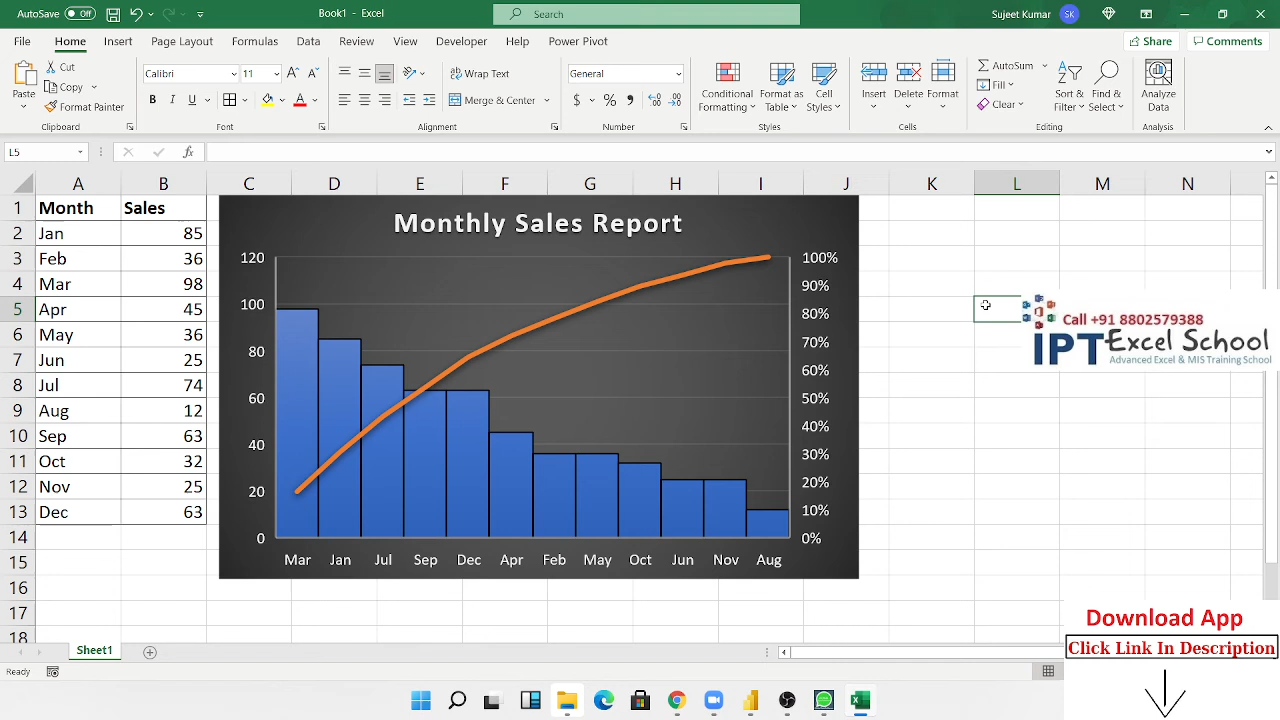 AutoSave Off Book1 - Excel Search Sujeet Kumar SK
File Home Insert Page Layout Formulas Data Review View Developer Help Power Pivot Share Comments
Paste Cut Copy Format Painter Clipboard
Calibri 11 B I U A Font
Wrap Text Merge & Center Alignment
General $ % , Number
Conditional Formatting Format as Table Cell Styles Styles
Insert Delete Format Cells
AutoSum Fill Clear Sort & Filter Find & Select Editing
Analyze Data Analysis
L5 fx
A B C D E F G H I J K L M N
1 Month Sales
2 Jan 85
3 Feb 36
4 Mar 98
5 Apr 45
6 May 36
7 Jun 25
8 Jul 74
9 Aug 12
10 Sep 63
11 Oct 32
12 Nov 25
13 Dec 63
14
15
16
17
18
Monthly Sales Report
120 100%
90%
100
80%
80 70%
60%
60 50%
40%
40 30%
20 20%
10%
0 0%
Mar Jan Jul Sep Dec Apr Feb May Oct Jun Nov Aug
Call +91 8802579388
IPT Excel School
Advanced Excel & MIS Training School
Download App
Click Link In Description
Sheet1
Ready